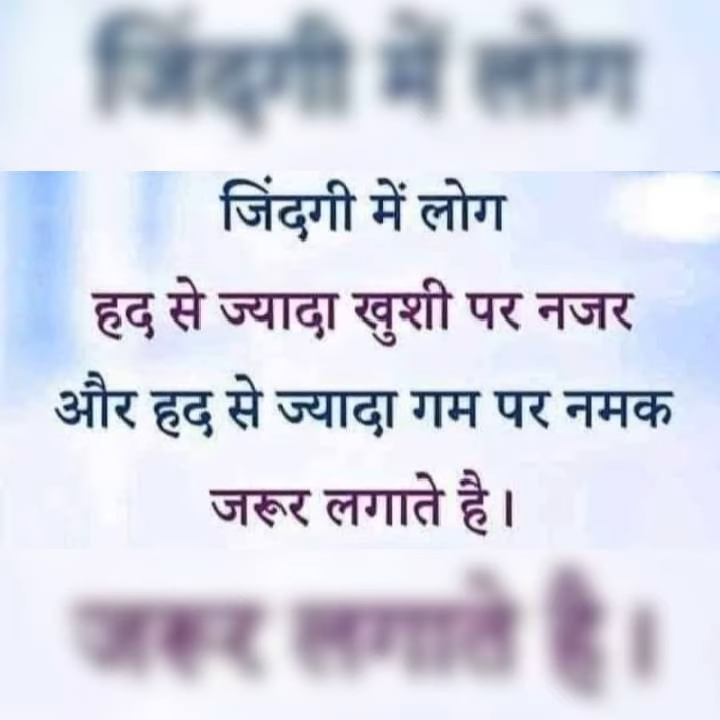 जिंदगी में लोग
जिंदगी में लोग
हद से ज्यादा खुशी पर नजर
और हद से ज्यादा गम पर नमक
जरूर लगाते है।
जरूर लगाते है।